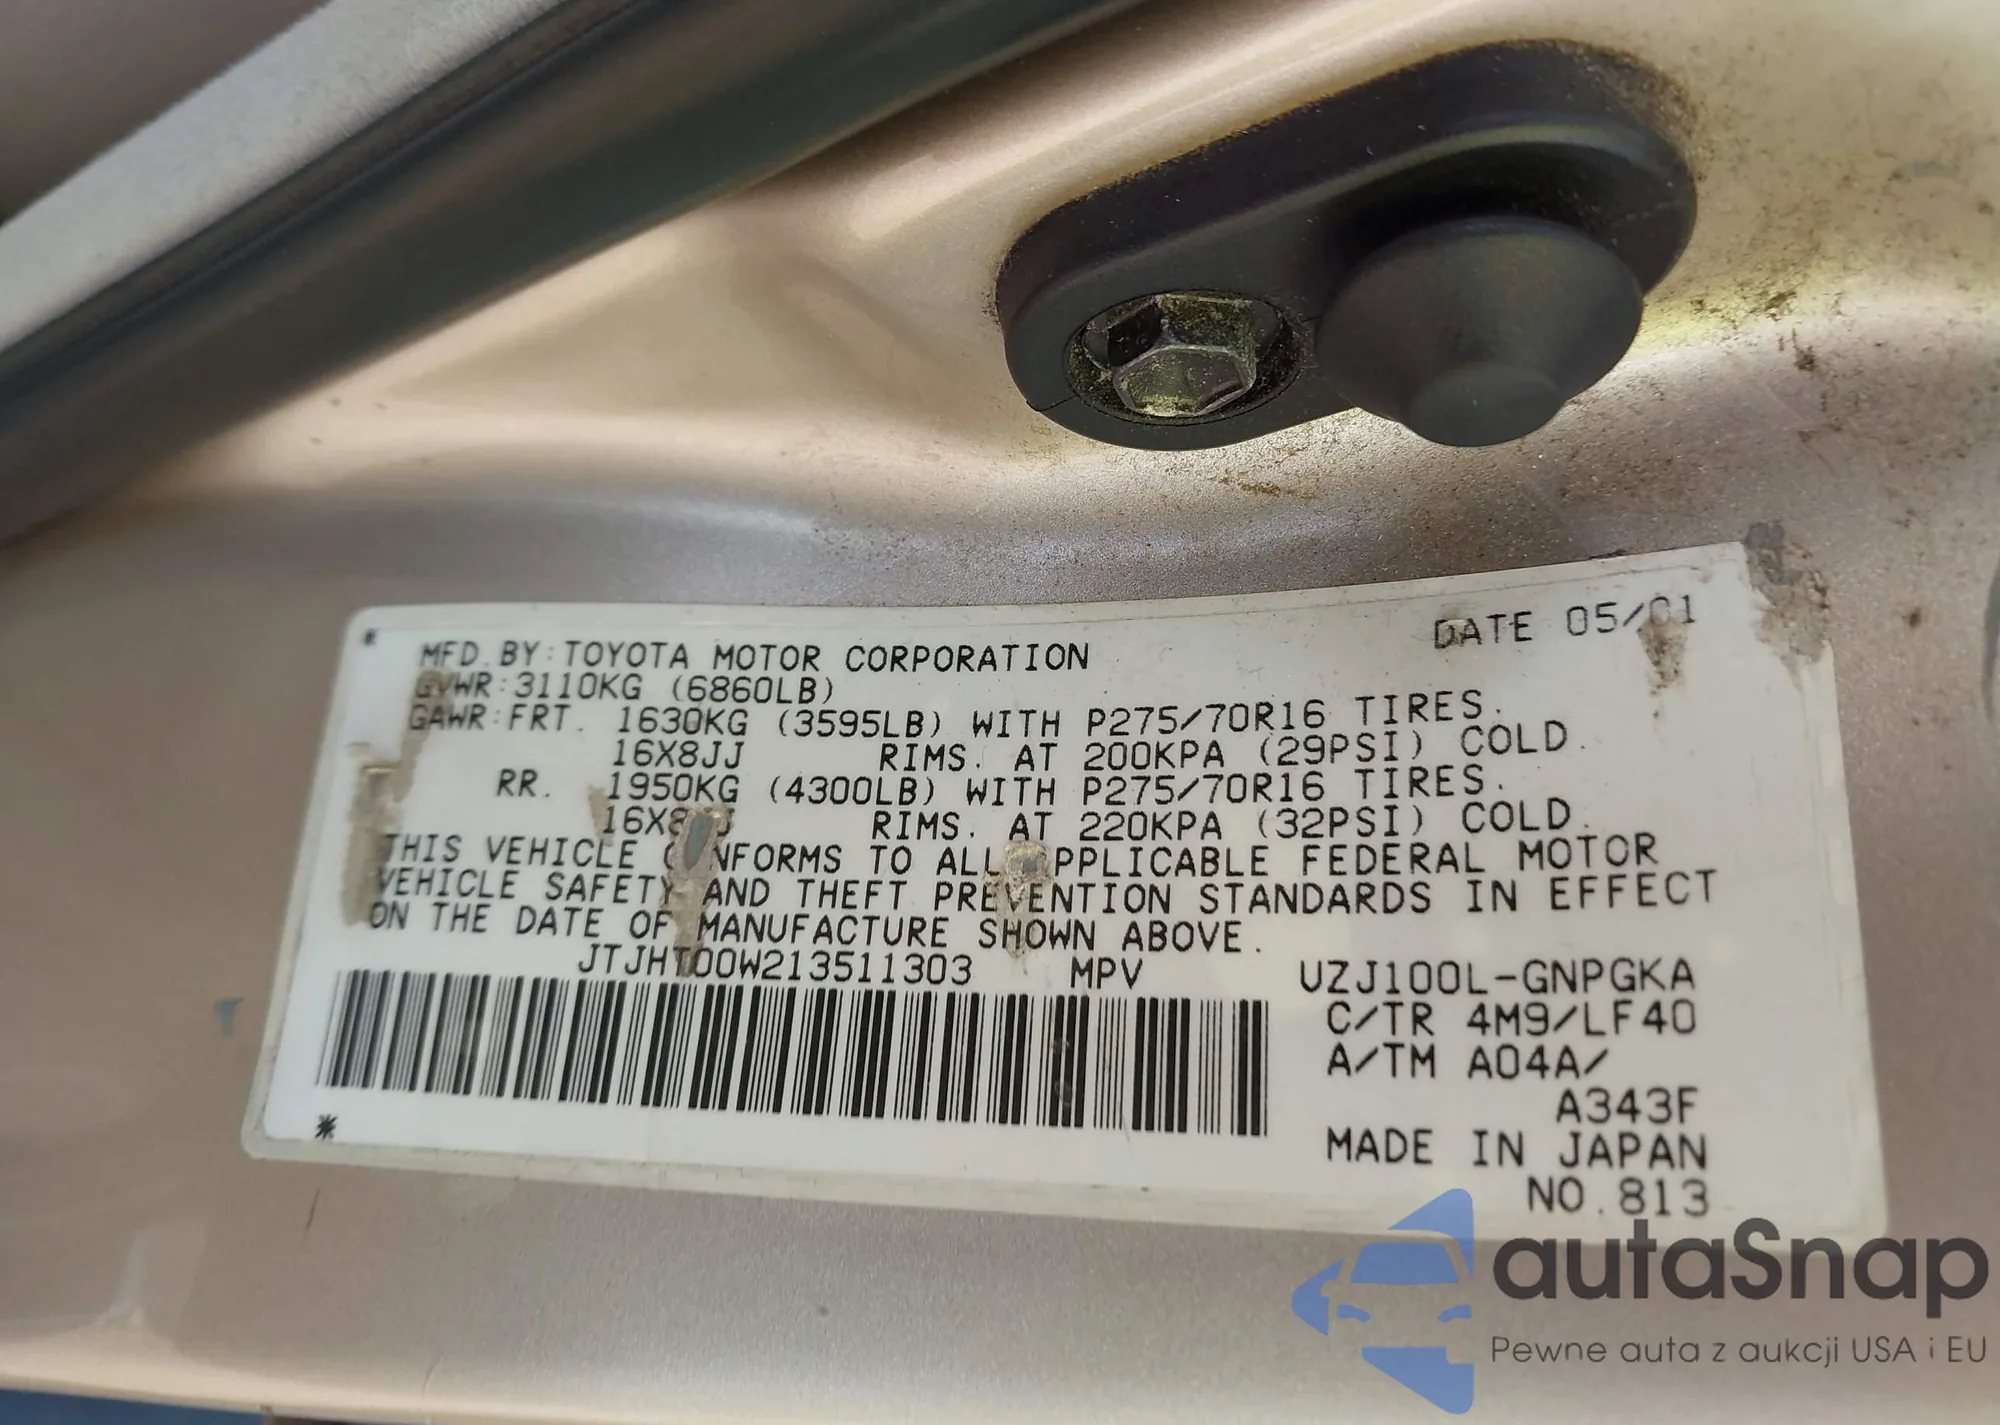 DATE 05/01
MFD. BY: TOYOTA MOTOR CORPORATION
GVWR: 3110KG (6860LB)
GAWR: FRT. 1630KG (3595LB) WITH P275/70R16 TIRES.
16X8JJ RIMS. AT 200KPA (29PSI) COLD.
RR. 1950KG (4300LB) WITH P275/70R16 TIRES.
16X8JJ RIMS. AT 220KPA (32PSI) COLD.
THIS VEHICLE CONFORMS TO ALL APPLICABLE FEDERAL MOTOR
VEHICLE SAFETY AND THEFT PREVENTION STANDARDS IN EFFECT
ON THE DATE OF MANUFACTURE SHOWN ABOVE.
JTJHT00W213511303 MPV UZJ100L-GNPGKA
C/TR 4M9/LF40
A/TM A04A/
A343F
MADE IN JAPAN
NO. 813
autaSnap
Pewne auta z aukcji USA i EU